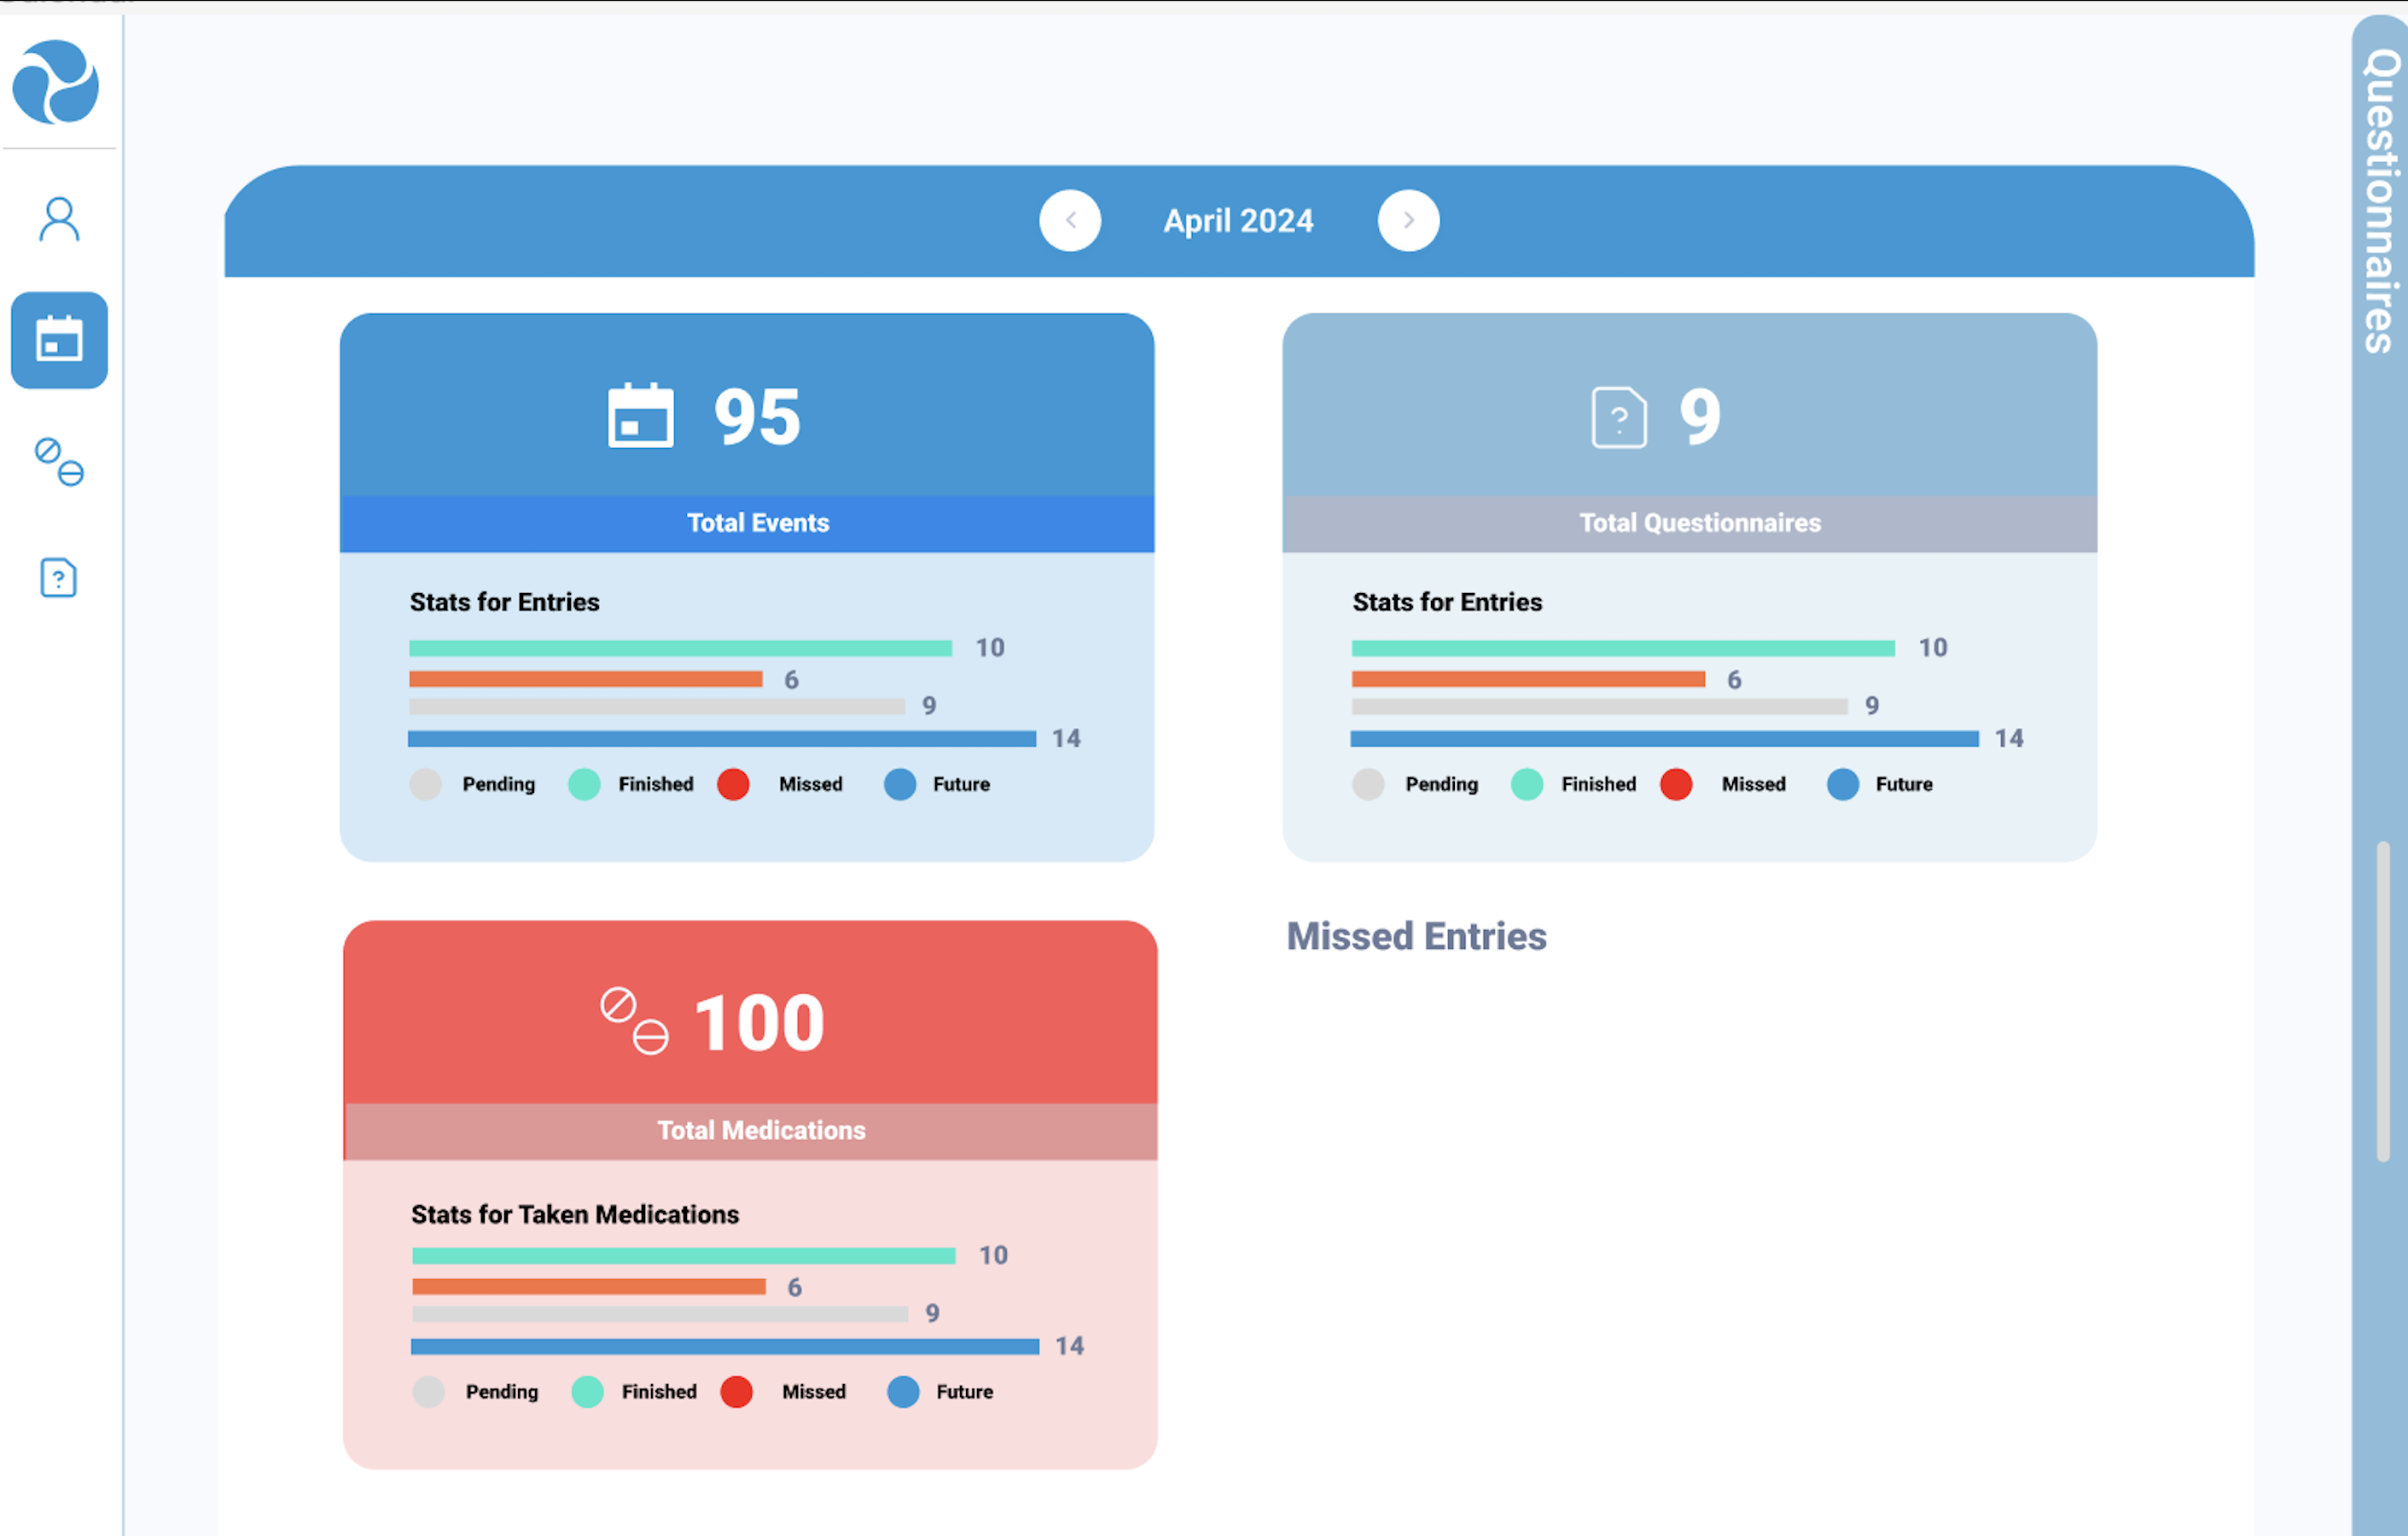 April 2024
95
Total Events
Stats for Entries
10
6
9
14
Pending Finished Missed Future
9
Total Questionnaires
Stats for Entries
10
6
9
14
Pending Finished Missed Future
100
Total Medications
Stats for Taken Medications
10
6
9
14
Pending Finished Missed Future
Missed Entries
Questionnaires